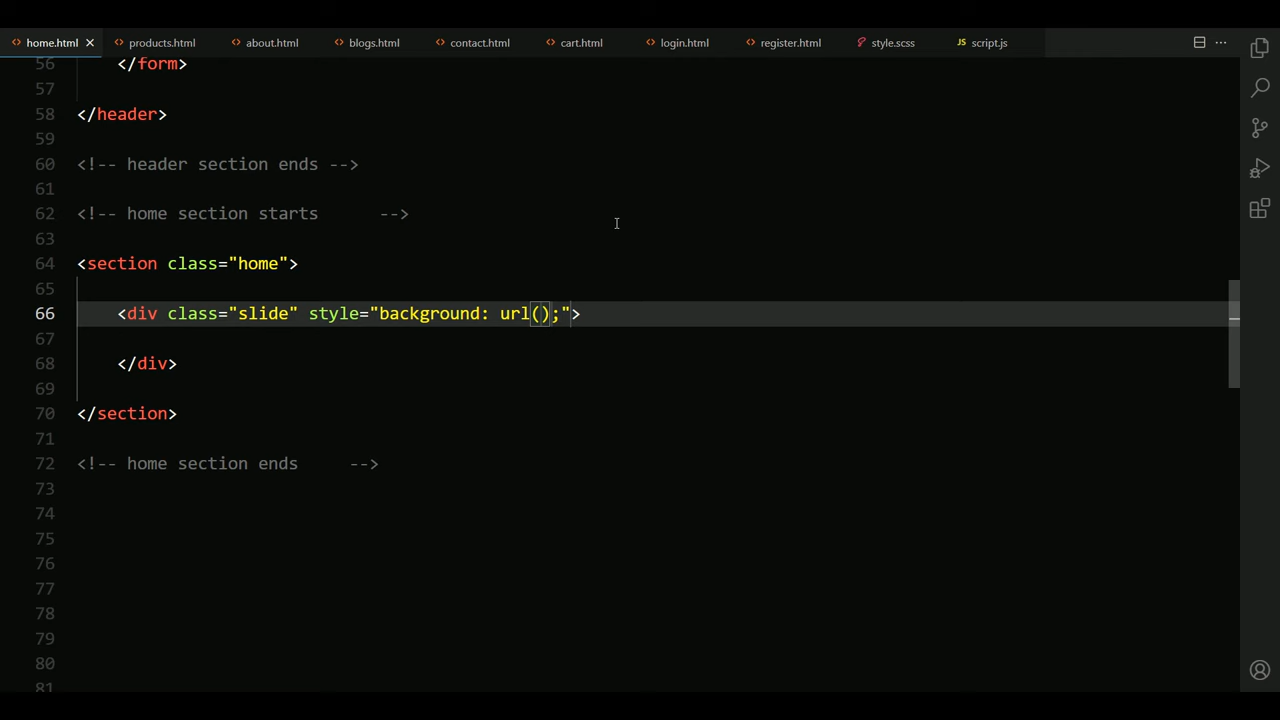 home.html products.html about.html blogs.html contact.html cart.html login.html register.html style.scss JS script.js
56 </form>
57
58 </header>
59
60 <!-- header section ends -->
61
62 <!-- home section starts      -->
63
64 <section class="home">
65
66 <div class="slide" style="background: url();">
67
68 </div>
69
70 </section>
71
72 <!-- home section ends     -->
73
74
75
76
77
78
79
80
81